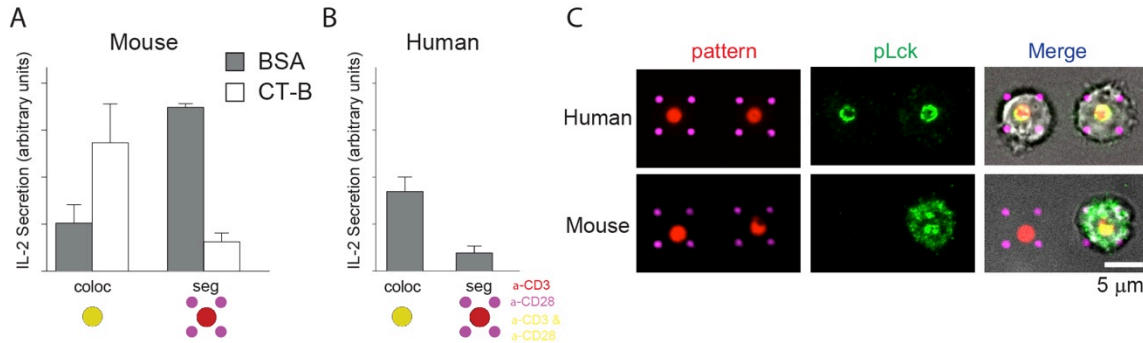 A
Mouse
IL-2 Secretion (arbitrary units)
BSA
CT-B
coloc
seg
B
Human
IL-2 Secretion (arbitrary units)
coloc
seg
a-CD3
a-CD28
a-CD3 &
a-CD28
C
pattern
pLck
Merge
Human
Mouse
5 μm